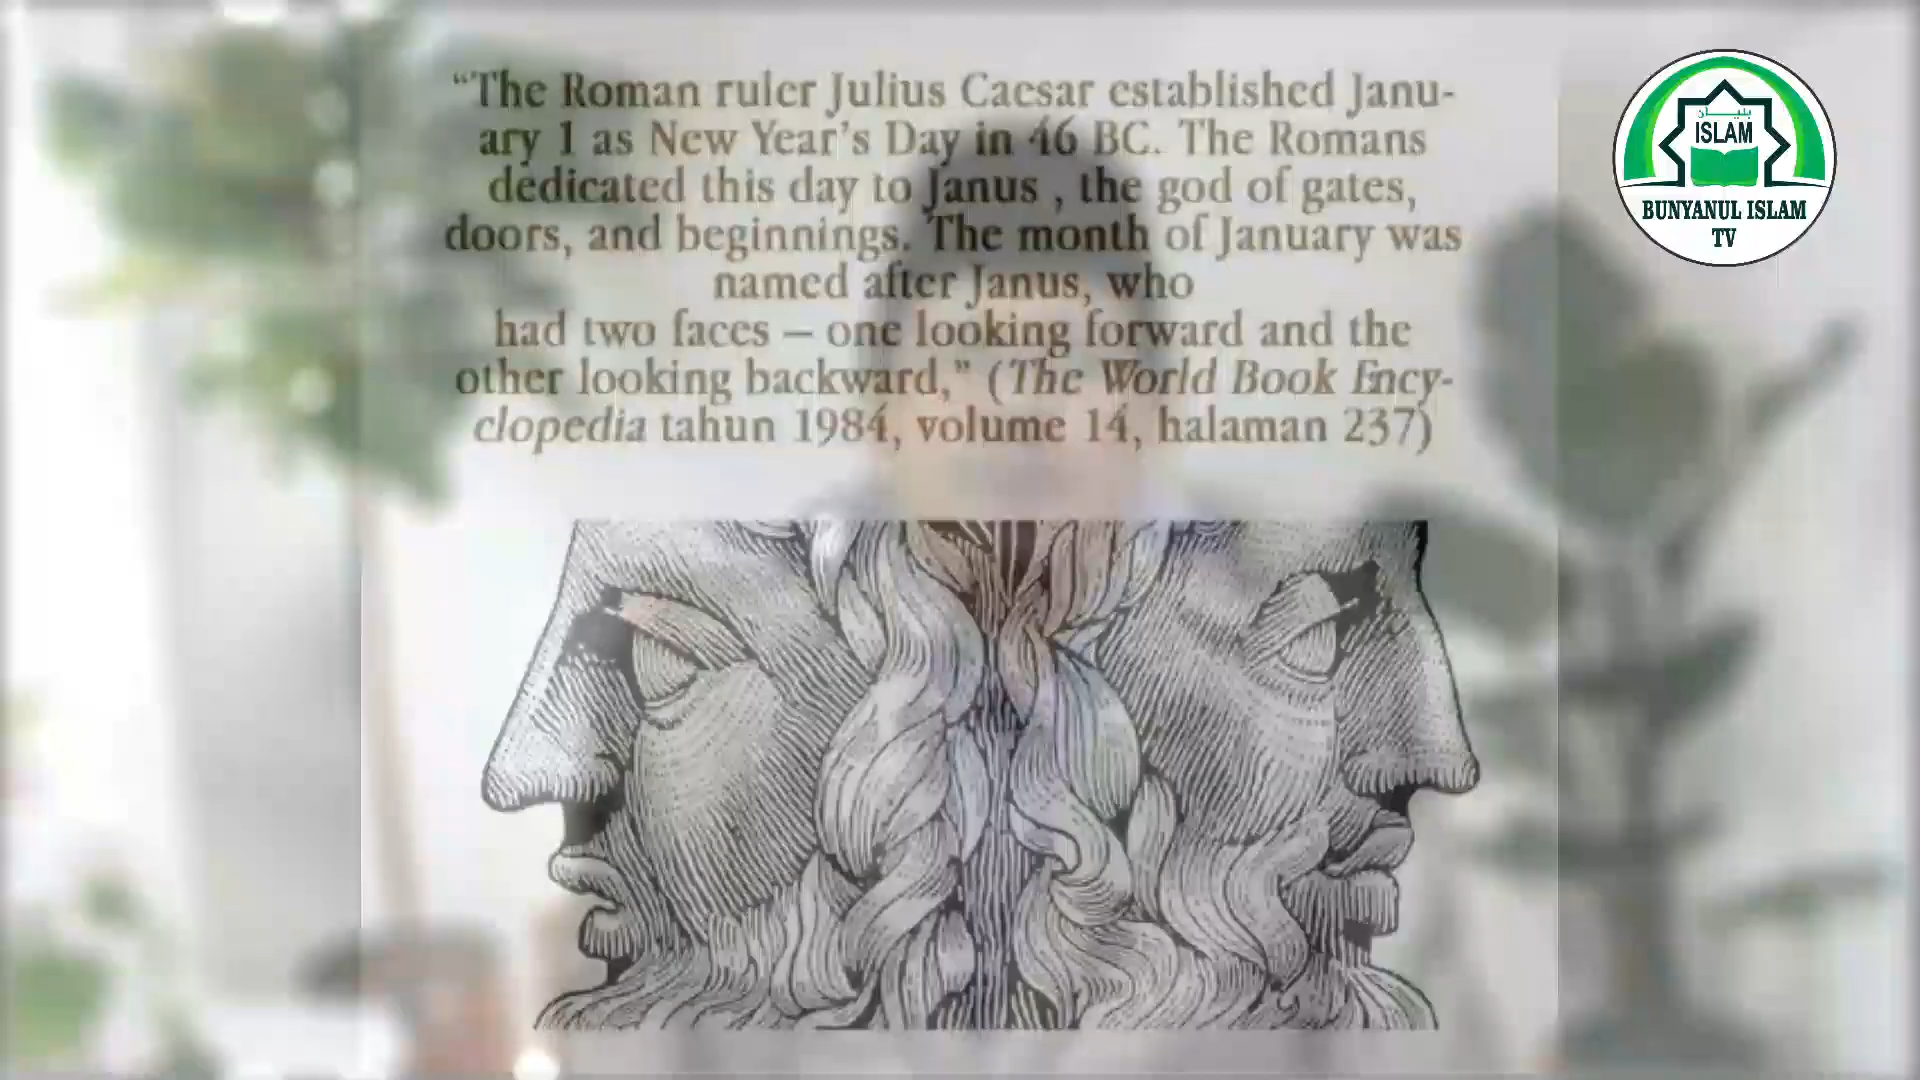 “The Roman ruler Julius Caesar established Janu-
ary 1 as New Year’s Day in 46 BC. The Romans
dedicated this day to Janus , the god of gates,
doors, and beginnings. The month of January was
named after Janus, who
had two faces – one looking forward and the
other looking backward,” (The World Book Ency-
clopedia tahun 1984, volume 14, halaman 237)
ISLAM
BUNYANUL ISLAM
TV